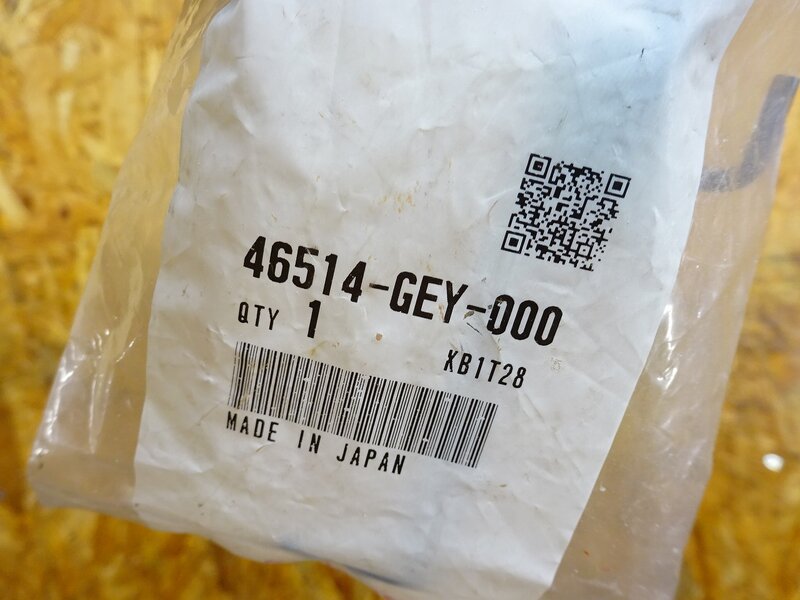 46514-GEY-000
QTY 1
XB1T28
MADE IN JAPAN